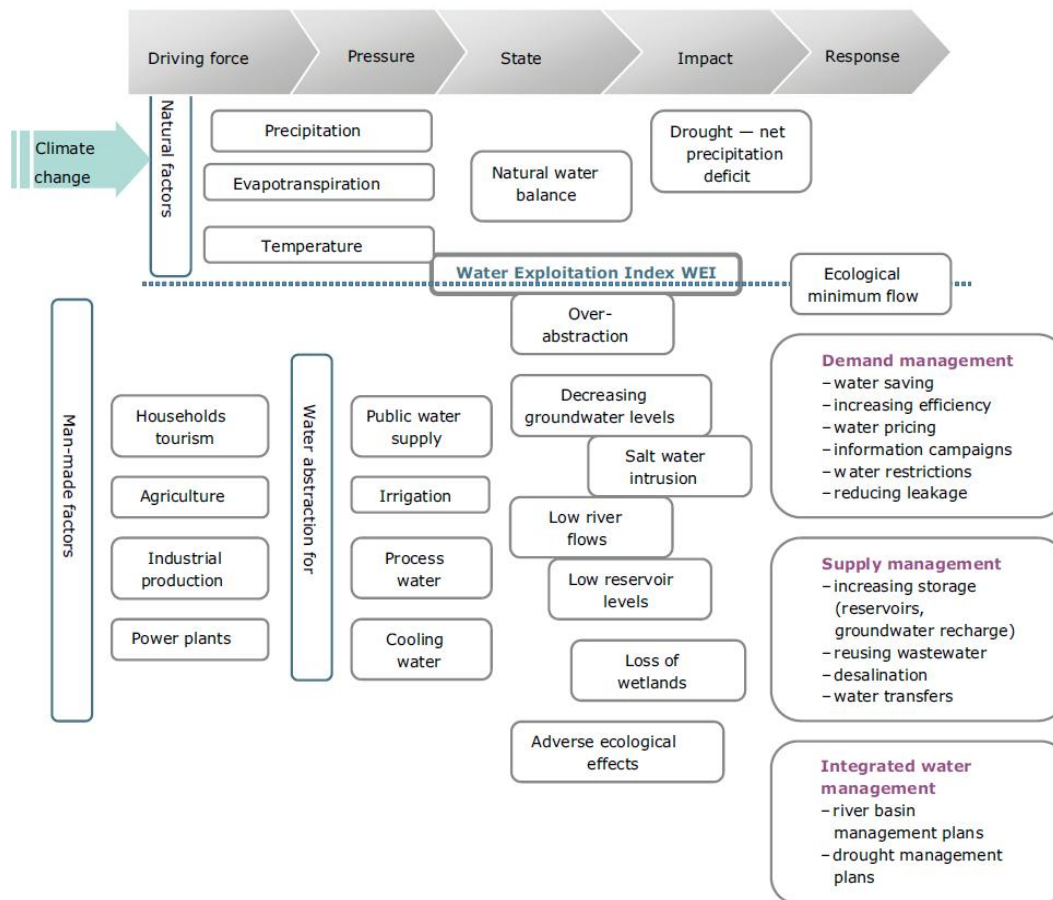 Driving force
Pressure
State
Impact
Response
Climate
change
Natural factors
Precipitation
Evapotranspiration
Temperature
Natural water
balance
Drought — net
precipitation
deficit
Water Exploitation Index WEI
Ecological
minimum flow
Man-made factors
Households
tourism
Agriculture
Industrial
production
Power plants
Water abstraction for
Public water
supply
Irrigation
Process
water
Cooling
water
Over-
abstraction
Decreasing
groundwater levels
Salt water
intrusion
Low river
flows
Low reservoir
levels
Loss of
wetlands
Adverse ecological
effects
Demand management
– water saving
– increasing efficiency
– water pricing
– information campaigns
– water restrictions
– reducing leakage
Supply management
– increasing storage
(reservoirs,
groundwater recharge)
– reusing wastewater
– desalination
– water transfers
Integrated water
management
– river basin
management plans
– drought management
plans